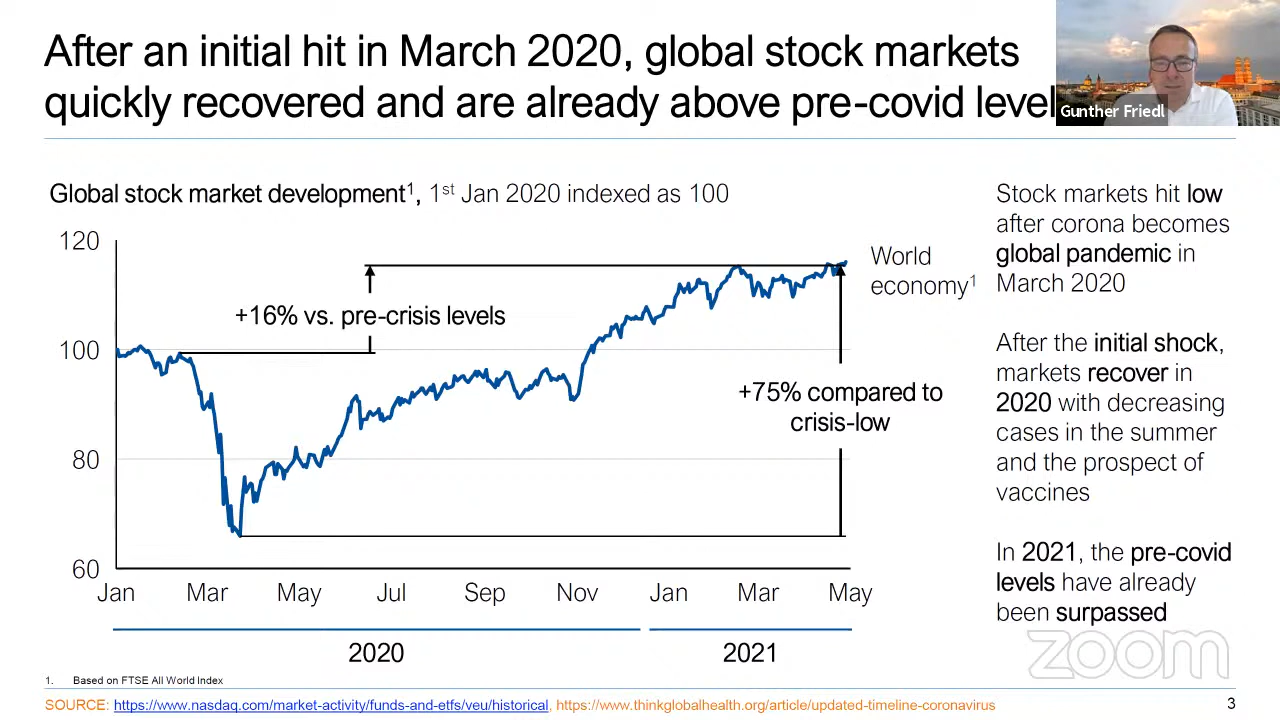 After an initial hit in March 2020, global stock markets
quickly recovered and are already above pre-covid level
Gunther Friedl
Global stock market development¹, 1st Jan 2020 indexed as 100
120
100
80
60
+16% vs. pre-crisis levels
+75% compared to
crisis-low
World
economy¹
Jan Mar May Jul Sep Nov Jan Mar May
2020 2021
Stock markets hit low
after corona becomes
global pandemic in
March 2020
After the initial shock,
markets recover in
2020 with decreasing
cases in the summer
and the prospect of
vaccines
In 2021, the pre-covid
levels have already
been surpassed
zoom
1. Based on FTSE All World Index
SOURCE: https://www.nasdaq.com/market-activity/funds-and-etfs/veu/historical, https://www.thinkglobalhealth.org/article/updated-timeline-coronavirus
3